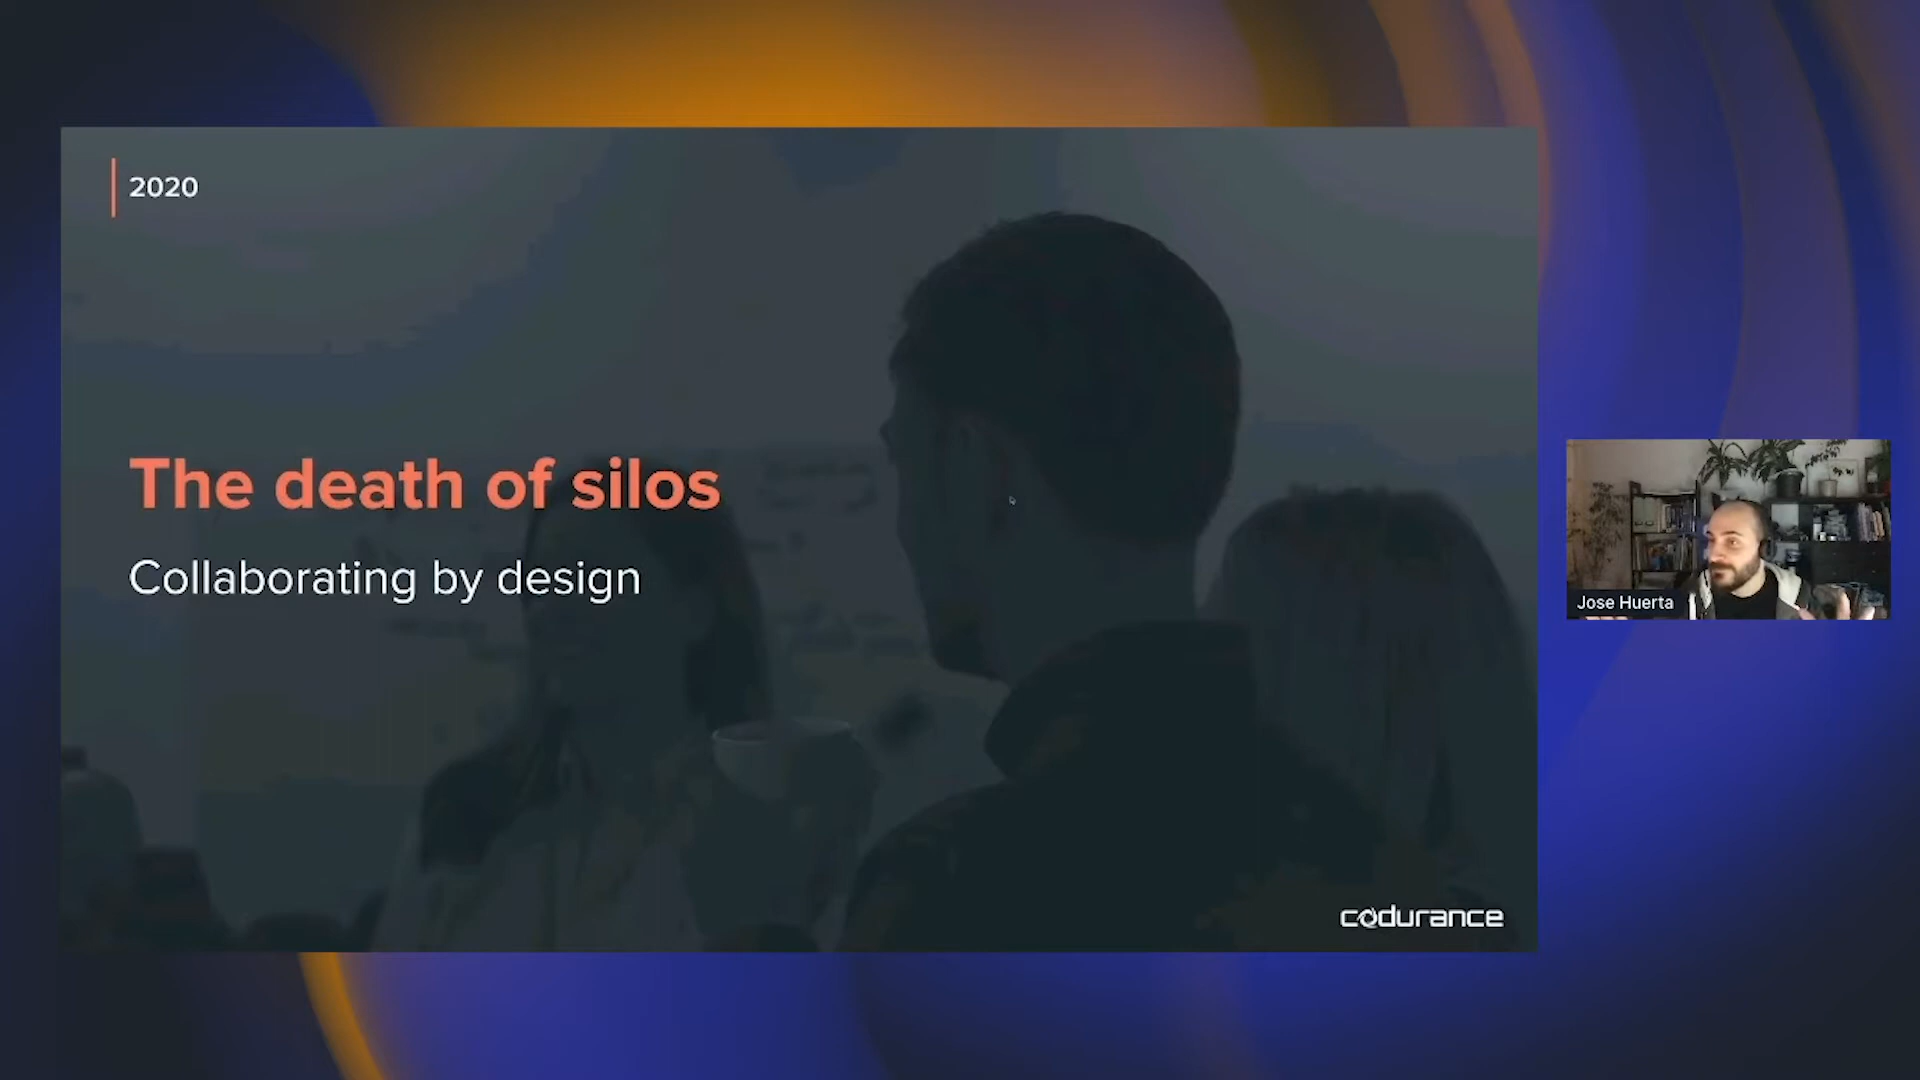 2020
The death of silos
Collaborating by design
codurance
Jose Huerta